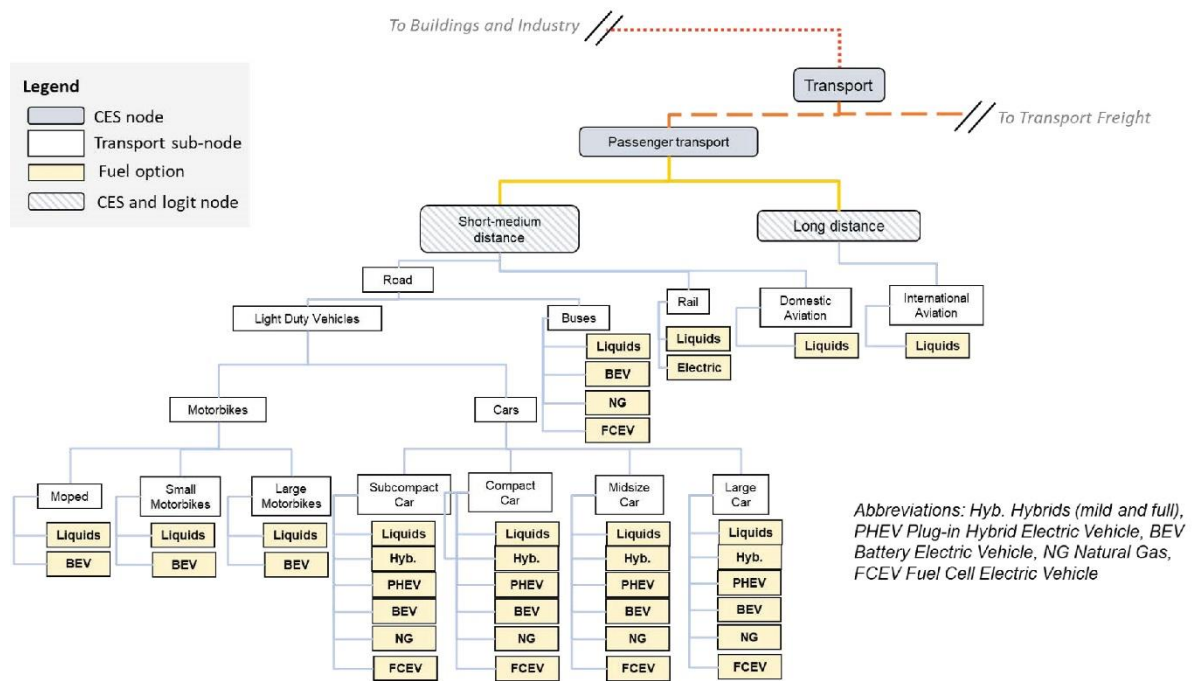 To Buildings and Industry
Legend
CES node
Transport sub-node
Fuel option
CES and logit node
Transport
To Transport Freight
Passenger transport
Short-medium
distance
Long distance
Road
Light Duty Vehicles
Buses
Rail
Domestic
Aviation
International
Aviation
Liquids
BEV
NG
FCEV
Liquids
Electric
Liquids
Liquids
Motorbikes
Cars
Moped
Small
Motorbikes
Large
Motorbikes
Subcompact
Car
Compact
Car
Midsize
Car
Large
Car
Liquids
BEV
Liquids
BEV
Liquids
BEV
Liquids
Hyb.
PHEV
BEV
NG
FCEV
Liquids
Hyb.
PHEV
BEV
NG
FCEV
Liquids
Hyb.
PHEV
BEV
NG
FCEV
Liquids
Hyb.
PHEV
BEV
NG
FCEV
Abbreviations: Hyb. Hybrids (mild and full),
PHEV Plug-in Hybrid Electric Vehicle, BEV
Battery Electric Vehicle, NG Natural Gas,
FCEV Fuel Cell Electric Vehicle